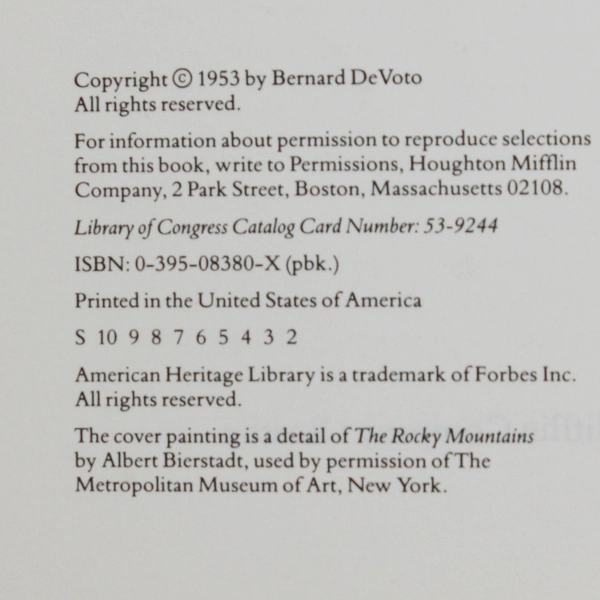 Copyright © 1953 by Bernard DeVoto
All rights reserved.
For information about permission to reproduce selections
from this book, write to Permissions, Houghton Mifflin
Company, 2 Park Street, Boston, Massachusetts 02108.
Library of Congress Catalog Card Number: 53-9244
ISBN: 0-395-08380-X (pbk.)
Printed in the United States of America
S 10 9 8 7 6 5 4 3 2
American Heritage Library is a trademark of Forbes Inc.
All rights reserved.
The cover painting is a detail of The Rocky Mountains
by Albert Bierstadt, used by permission of The
Metropolitan Museum of Art, New York.